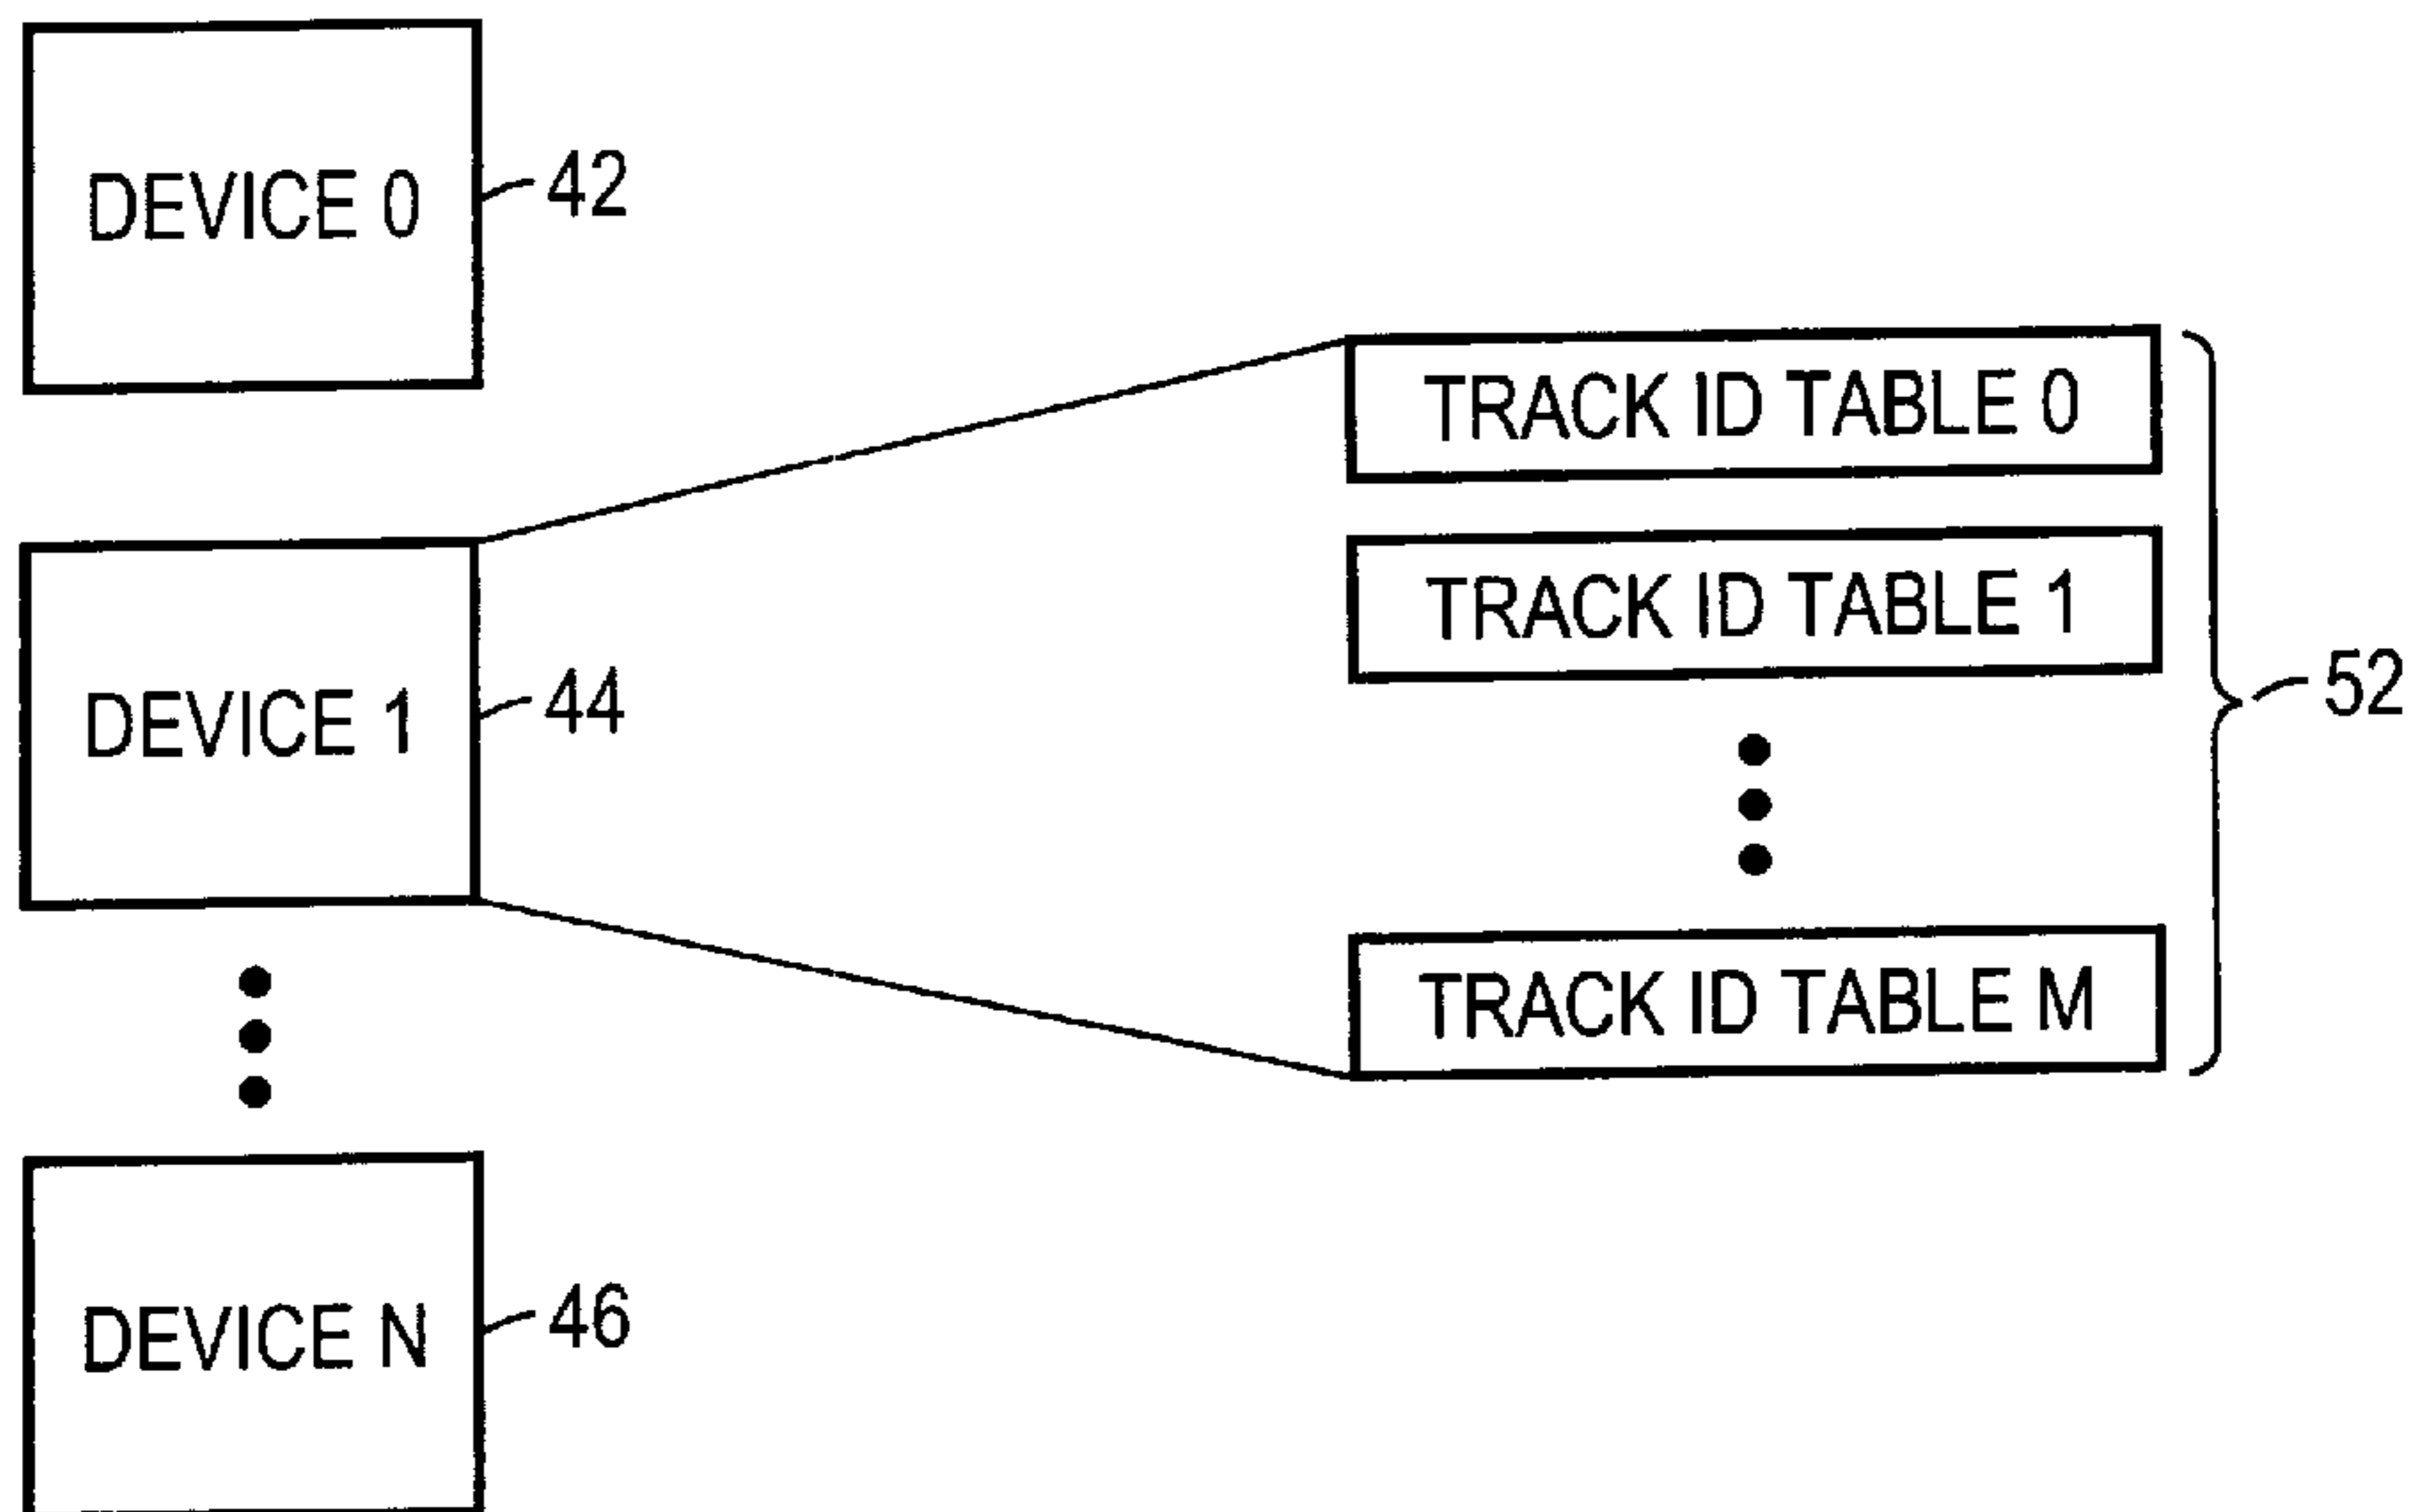 DEVICE 0
42
DEVICE 1
44
DEVICE N
46
TRACK ID TABLE 0
TRACK ID TABLE 1
TRACK ID TABLE M
52